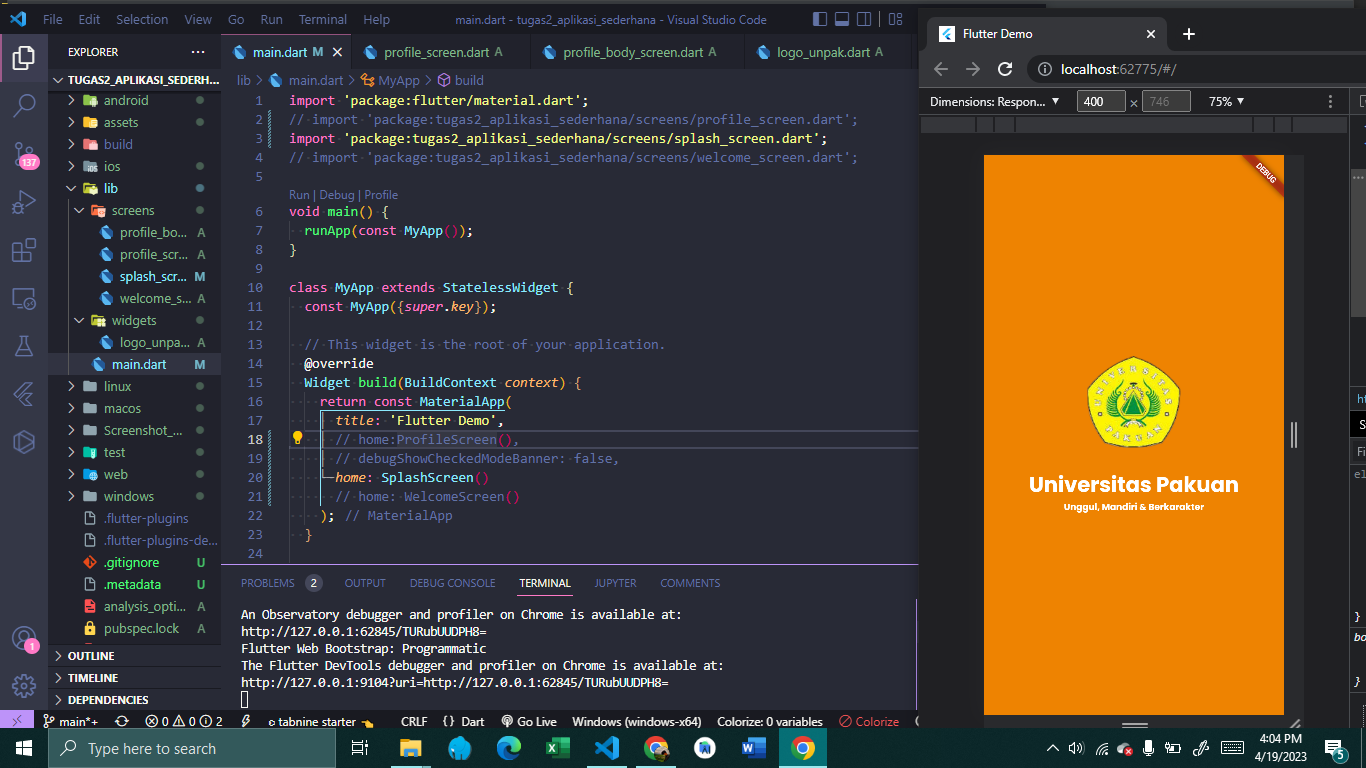 File Edit Selection View Go Run Terminal Help
main.dart - tugas2_aplikasi_sederhana - Visual Studio Code
EXPLORER
TUGAS2_APLIKASI_SEDERH...
android
assets
build
ios
lib
screens
profile_bo... A
profile_scr... A
splash_scr... M
welcome_s... A
widgets
logo_unpa... A
main.dart M
linux
macos
Screenshot_...
test
web
windows
.flutter-plugins
.flutter-plugins-de...
.gitignore U
.metadata U
analysis_opti... A
pubspec.lock A
OUTLINE
TIMELINE
DEPENDENCIES
137
1
main.dart M
profile_screen.dart A
profile_body_screen.dart A
logo_unpak.dart A
lib > main.dart > MyApp > build
1 import 'package:flutter/material.dart';
2 // import 'package:tugas2_aplikasi_sederhana/screens/profile_screen.dart';
3 import 'package:tugas2_aplikasi_sederhana/screens/splash_screen.dart';
4 // import 'package:tugas2_aplikasi_sederhana/screens/welcome_screen.dart';
5
Run | Debug | Profile
6 void main() {
7 runApp(const MyApp());
8 }
9
10 class MyApp extends StatelessWidget {
11 const MyApp({super.key});
12
13 // This widget is the root of your application.
14 @override
15 Widget build(BuildContext context) {
16 return const MaterialApp(
17 title: 'Flutter Demo',
18 // home:ProfileScreen(),
19 // debugShowCheckedModeBanner: false,
20 home: SplashScreen()
21 // home: WelcomeScreen()
22 ); // MaterialApp
23 }
24
PROBLEMS 2 OUTPUT DEBUG CONSOLE TERMINAL JUPYTER COMMENTS
An Observatory debugger and profiler on Chrome is available at:
http://127.0.0.1:62845/TURubUUDPH8=
Flutter Web Bootstrap: Programmatic
The Flutter DevTools debugger and profiler on Chrome is available at:
http://127.0.0.1:9104?uri=http://127.0.0.1:62845/TURubUUDPH8=
main*+ 0 0 2 tabnine starter CRLF {} Dart Go Live Windows (windows-x64) Colorize: 0 variables Colorize
Flutter Demo
localhost:62775/#/
Dimensions: Respon... 400 × 746 75%
DEBUG
UNIVERSITAS
PAKUAN
Universitas Pakuan
Unggul, Mandiri & Berkarakter
Type here to search
4:04 PM
4/19/2023
5